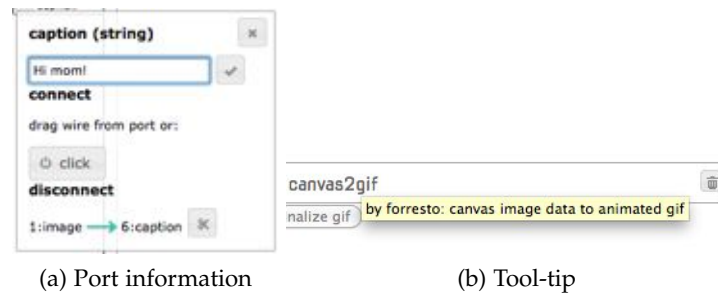 caption (string)
Hi mom!
connect
drag wire from port or:
click
disconnect
1:image 6:caption
canvas2gif
nalize gif
by forresto: canvas image data to animated gif
(a) Port information
(b) Tool-tip